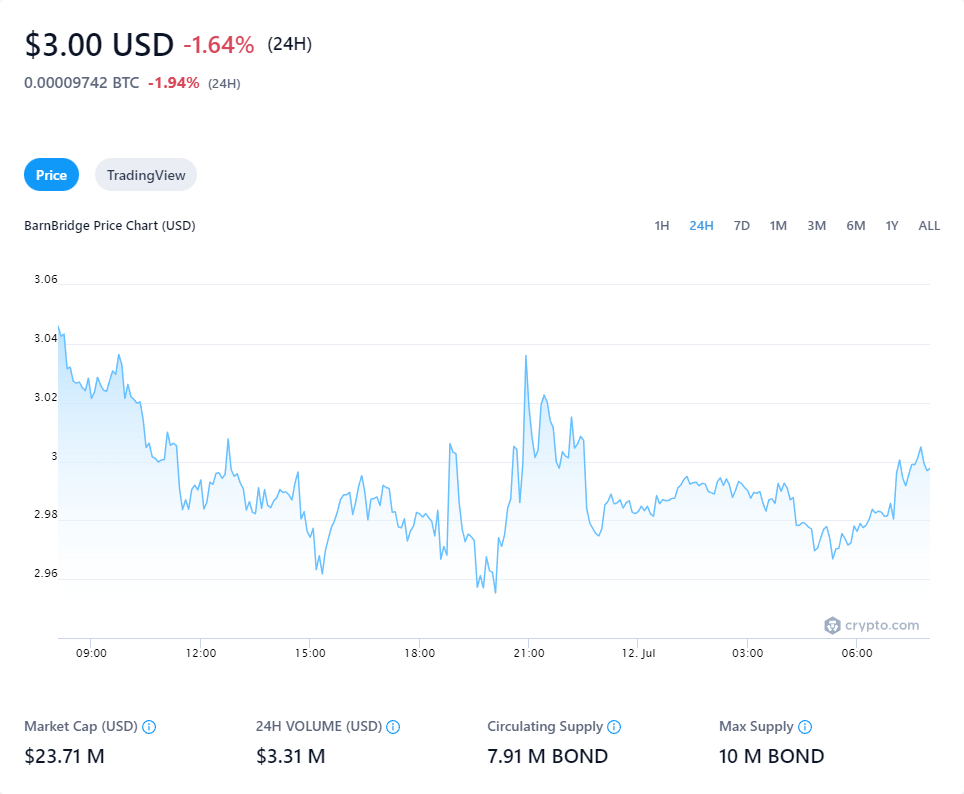 $3.00 USD -1.64% (24H)
0.00009742 BTC -1.94% (24H)
Price TradingView
BarnBridge Price Chart (USD) 1H 24H 7D 1M 3M 6M 1Y ALL
3.06
3.04
3.02
3
2.98
2.96
crypto.com
09:00 12:00 15:00 18:00 21:00 12. Jul 03:00 06:00
Market Cap (USD) 24H VOLUME (USD) Circulating Supply Max Supply
$23.71 M $3.31 M 7.91 M BOND 10 M BOND